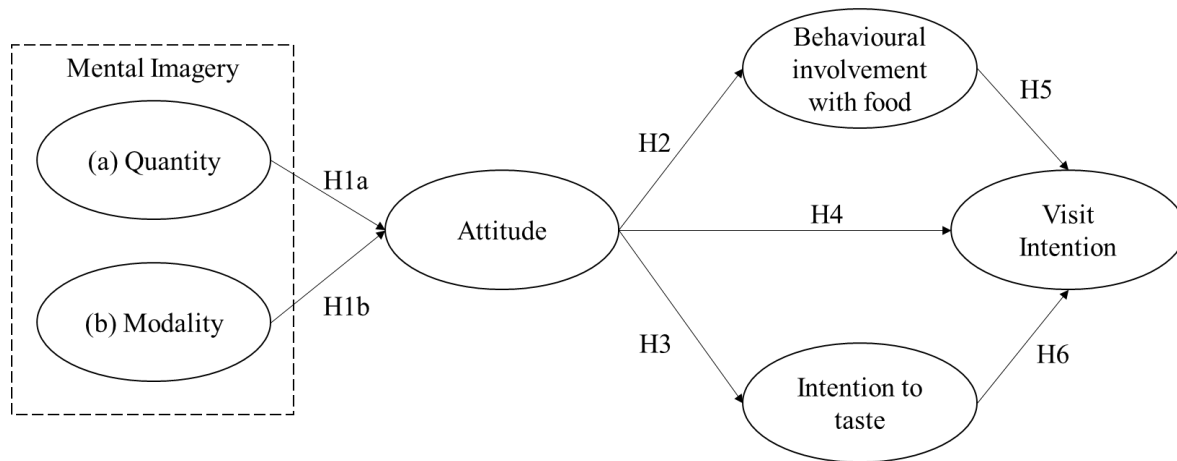 Mental Imagery
(a) Quantity
(b) Modality
H1a
H1b
Attitude
H2
H3
H4
Behavioural
involvement
with food
Intention to
taste
H5
H6
Visit
Intention